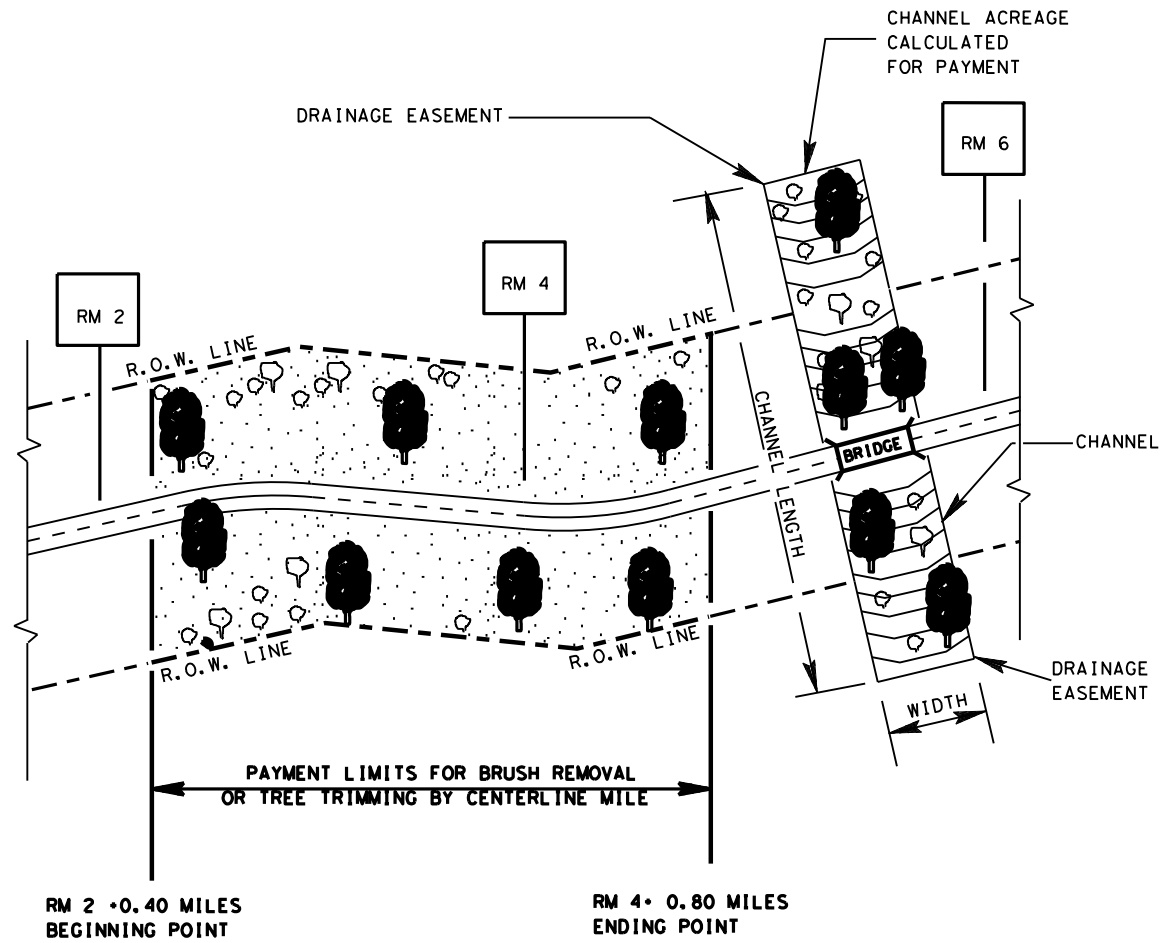 CHANNEL ACREAGE
CALCULATED
FOR PAYMENT
DRAINAGE EASEMENT
RM 6
RM 2
RM 4
R.O.W. LINE
R.O.W. LINE
CHANNEL LENGTH
BRIDGE
CHANNEL
R.O.W. LINE
R.O.W. LINE
DRAINAGE
EASEMENT
WIDTH
PAYMENT LIMITS FOR BRUSH REMOVAL
OR TREE TRIMMING BY CENTERLINE MILE
RM 2 +0.40 MILES
BEGINNING POINT
RM 4+ 0.80 MILES
ENDING POINT